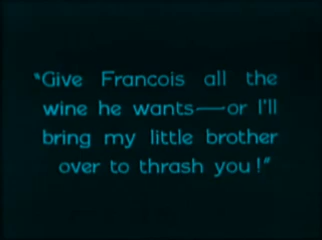 "Give Francois all the
wine he wants—or I'll
bring my little brother
over to thrash you!"